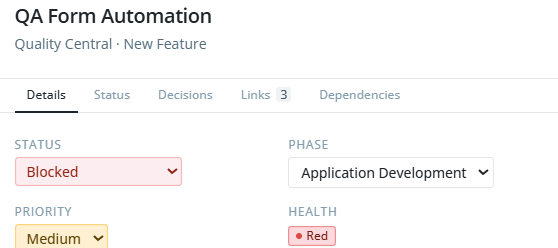 QA Form Automation
Quality Central · New Feature
Details Status Decisions Links 3 Dependencies
STATUS PHASE
Blocked Application Development
PRIORITY HEALTH
Medium Red